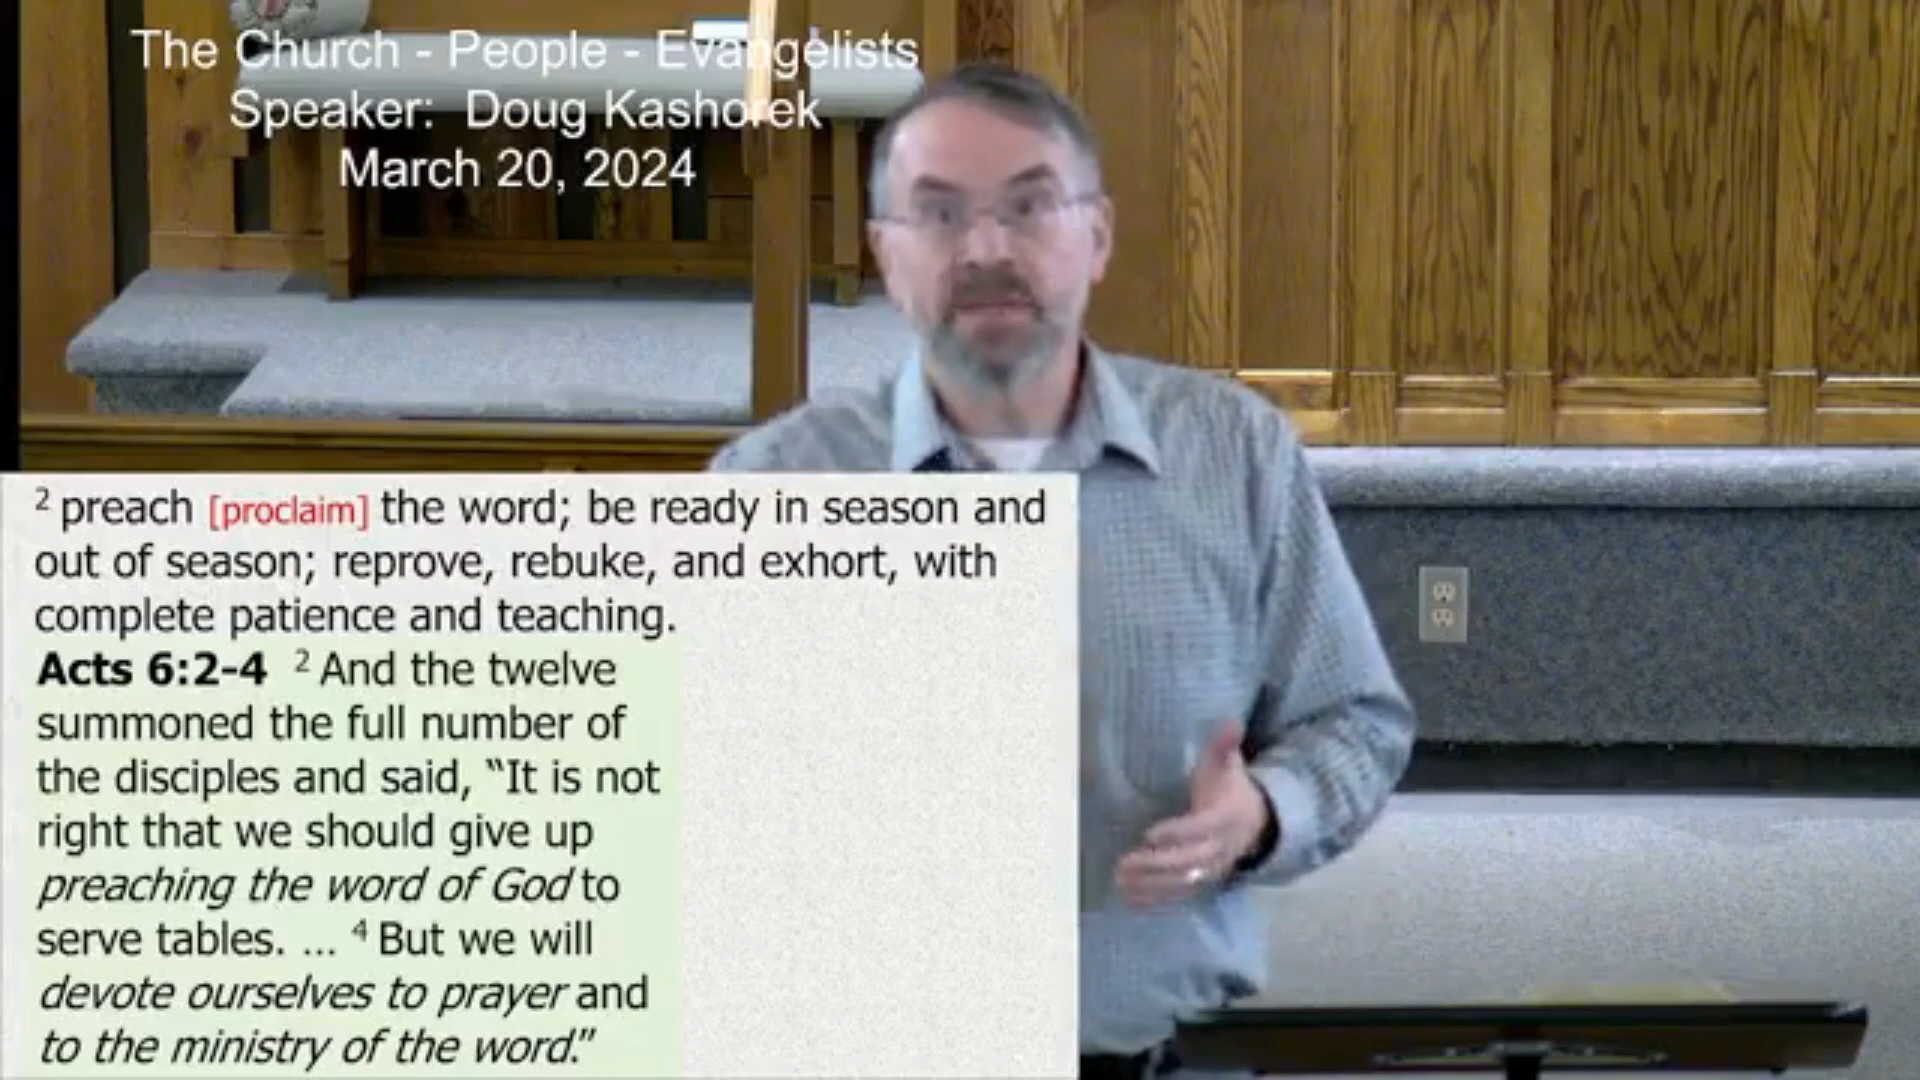 The Church - People - Evangelists
Speaker: Doug Kashorek
March 20, 2024
2 preach [proclaim] the word; be ready in season and
out of season; reprove, rebuke, and exhort, with
complete patience and teaching.
Acts 6:2-4 2 And the twelve
summoned the full number of
the disciples and said, “It is not
right that we should give up
preaching the word of God to
serve tables. ... 4 But we will
devote ourselves to prayer and
to the ministry of the word.”